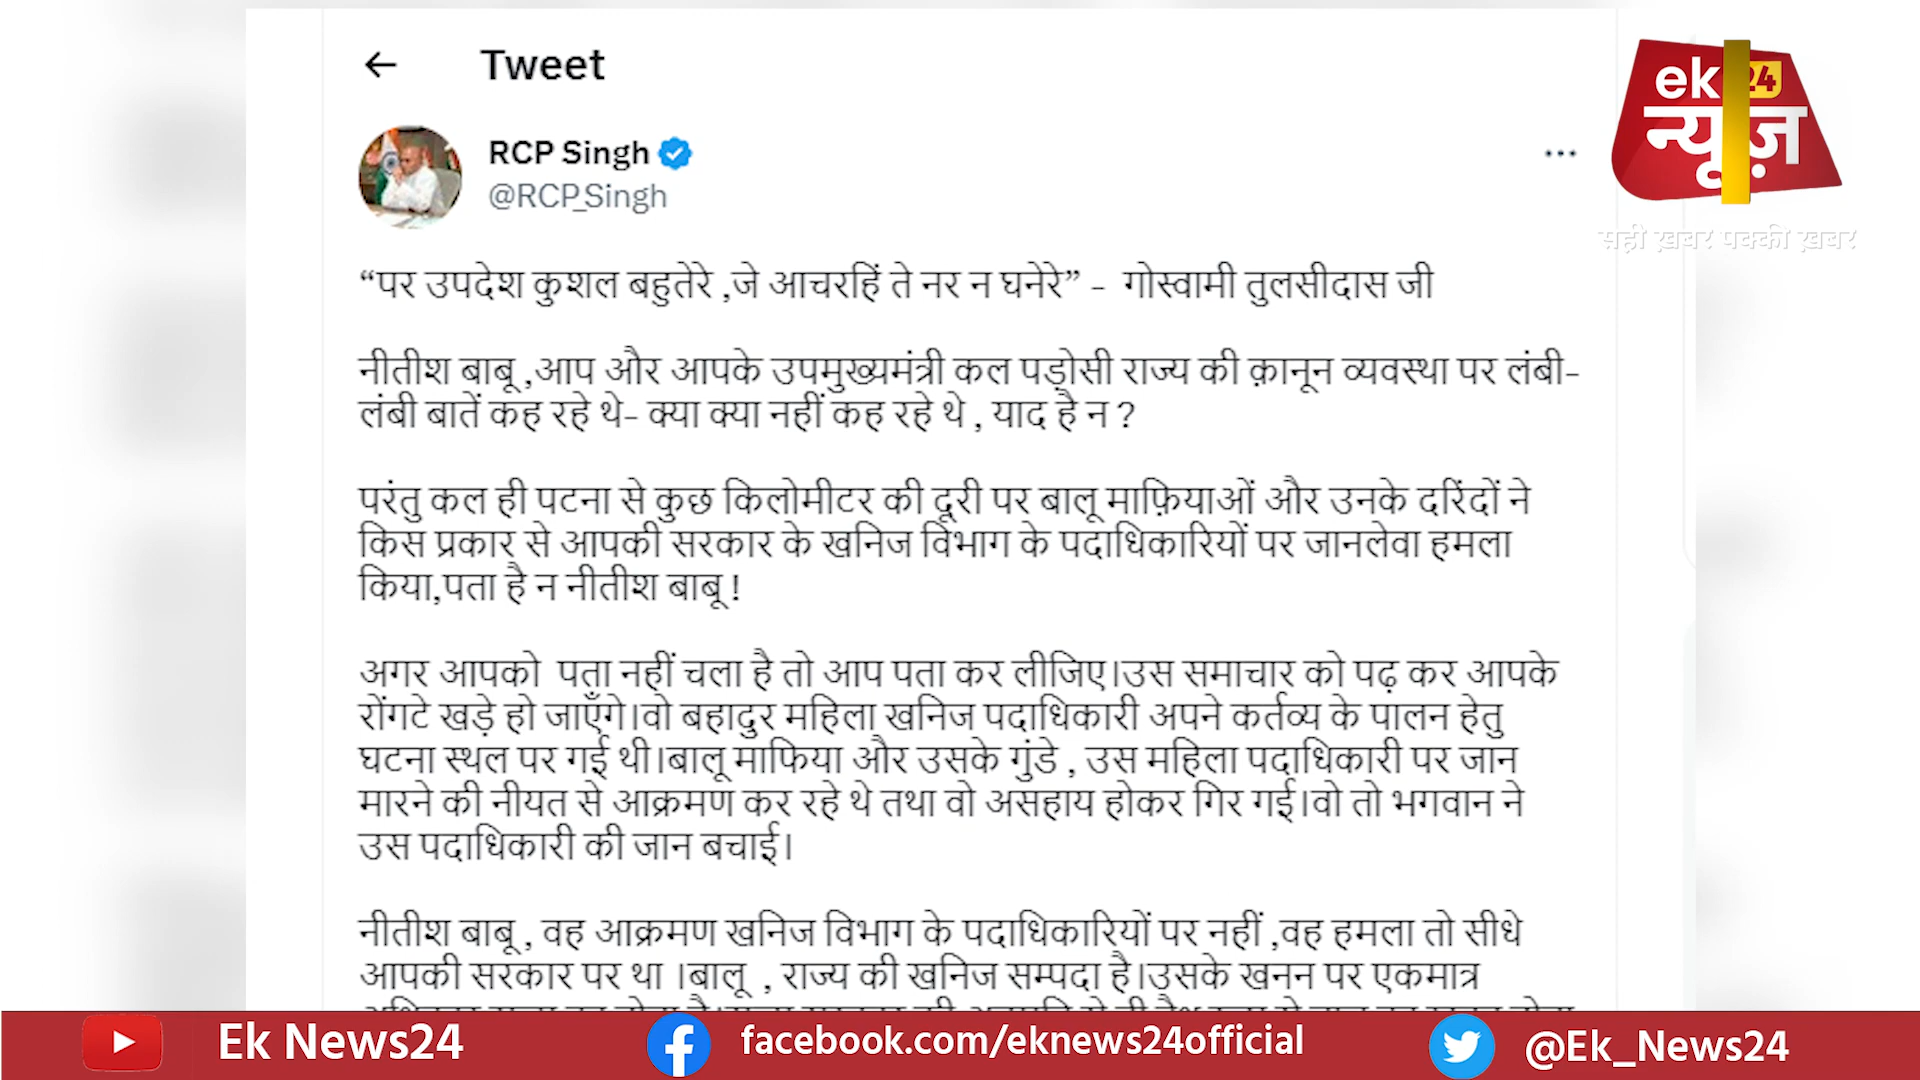 Tweet
RCP Singh
@RCP_Singh
ek 24
न्यूज़
सही ख़बर पक्की ख़बर
“पर उपदेश कुशल बहुतेरे ,जे आचरहिं ते नर न घनेरे” - गोस्वामी तुलसीदास जी
नीतीश बाबू ,आप और आपके उपमुख्यमंत्री कल पड़ोसी राज्य की क़ानून व्यवस्था पर लंबी-
लंबी बातें कह रहे थे- क्या क्या नहीं कह रहे थे , याद है न ?
परंतु कल ही पटना से कुछ किलोमीटर की दूरी पर बालू माफ़ियाओं और उनके दरिंदों ने
किस प्रकार से आपकी सरकार के खनिज विभाग के पदाधिकारियों पर जानलेवा हमला
किया,पता है न नीतीश बाबू !
अगर आपको  पता नहीं चला है तो आप पता कर लीजिए।उस समाचार को पढ़ कर आपके
रोंगटे खड़े हो जाएँगे।वो बहादुर महिला खनिज पदाधिकारी अपने कर्तव्य के पालन हेतु
घटना स्थल पर गई थी।बालू माफिया और उसके गुंडे , उस महिला पदाधिकारी पर जान
मारने की नीयत से आक्रमण कर रहे थे तथा वो असहाय होकर गिर गई।वो तो भगवान ने
उस पदाधिकारी की जान बचाई।
नीतीश बाबू , वह आक्रमण खनिज विभाग के पदाधिकारियों पर नहीं ,वह हमला तो सीधे
आपकी सरकार पर था ।बालू , राज्य की खनिज सम्पदा है।उसके खनन पर एकमात्र
Ek News24
facebook.com/eknews24official
@Ek_News24